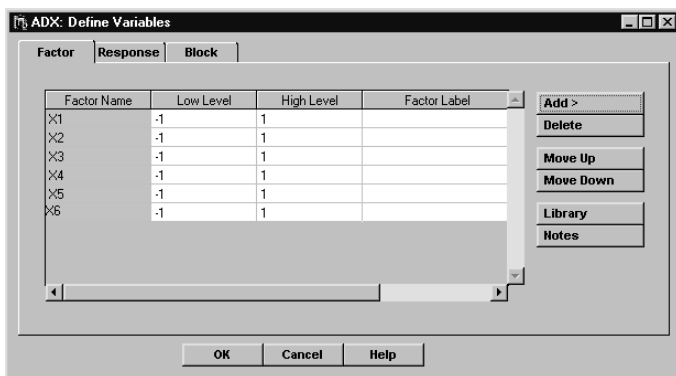 ADX: Define Variables
Factor Response Block
Factor Name Low Level High Level Factor Label
X1 -1 1
X2 -1 1
X3 -1 1
X4 -1 1
X5 -1 1
X6 -1 1
Add >
Delete
Move Up
Move Down
Library
Notes
OK Cancel Help